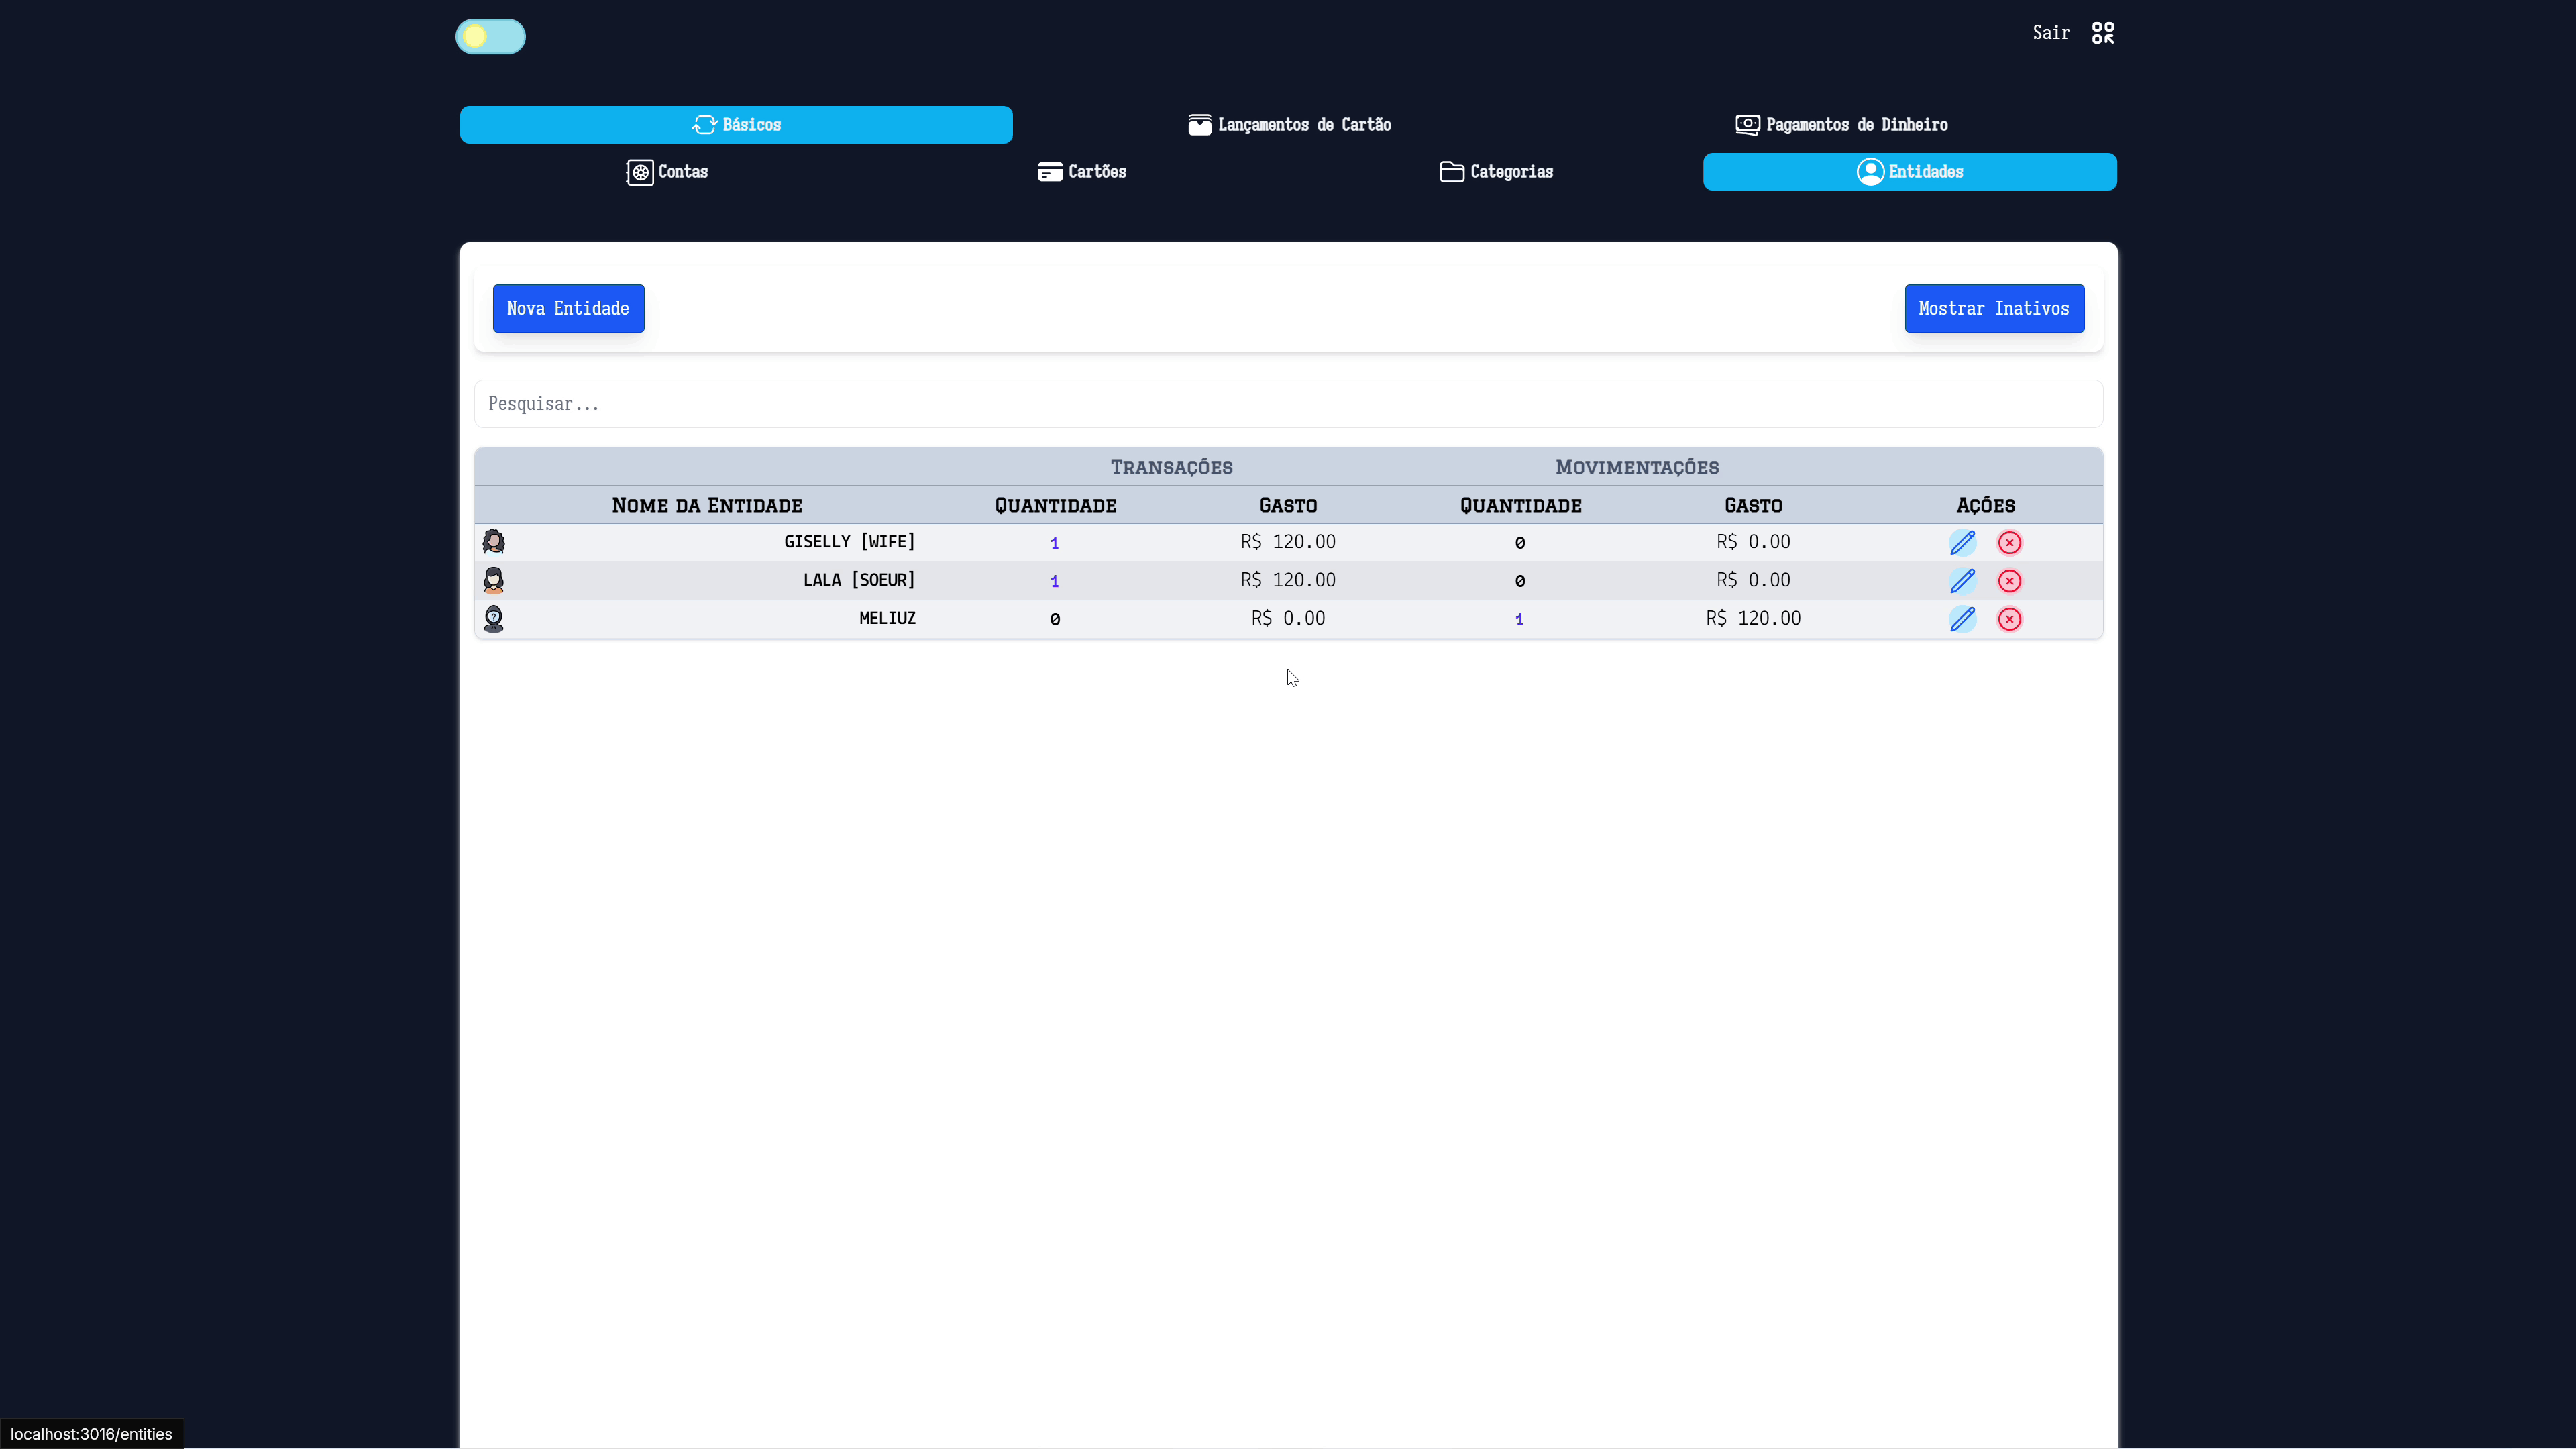 Sair
Básicos
Lançamentos de Cartão
Pagamentos de Dinheiro
Contas
Cartões
Categorias
Entidades
Nova Entidade
Mostrar Inativos
Pesquisar...
Transações
Movimentações
Nome da Entidade
Quantidade
Gasto
Quantidade
Gasto
Ações
GISELLY [WIFE] 1 R$ 120.00 0 R$ 0.00
LALA [SOEUR] 1 R$ 120.00 0 R$ 0.00
MELIUZ 0 R$ 0.00 1 R$ 120.00
localhost:3016/entities